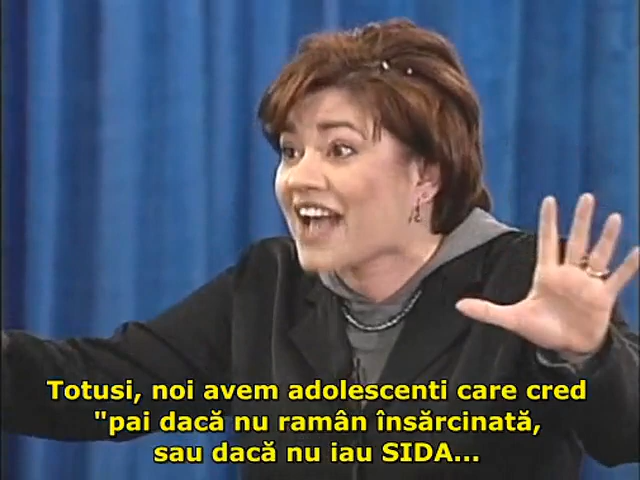 Totusi, noi avem adolescenti care cred
"pai dacă nu ramân însărcinată,
sau dacă nu iau SIDA...